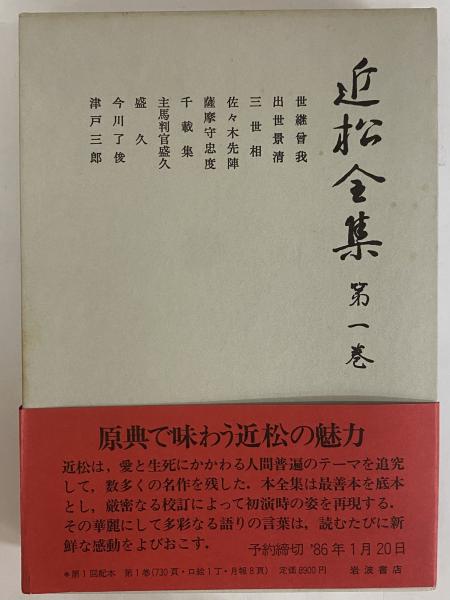 近松全集 第一巻
世継曾我
出世景清
三世相
佐々木先陣
薩摩守忠度
千載集
主馬判官盛久
盛久
今川了俊
津戸三郎
原典で味わう近松の魅力
近松は，愛と生死にかかわる人間普遍のテーマを追究
して，数多くの名作を残した．本全集は最善本を底本
とし，厳密なる校訂によって初演時の姿を再現する．
その華麗にして多彩なる語りの言葉は，読むたびに新
鮮な感動をよびおこす．
予約締切 '86年1月20日
*第1回配本 第1巻(730頁・口絵1丁・月報8頁) 定価8900円 岩波書店